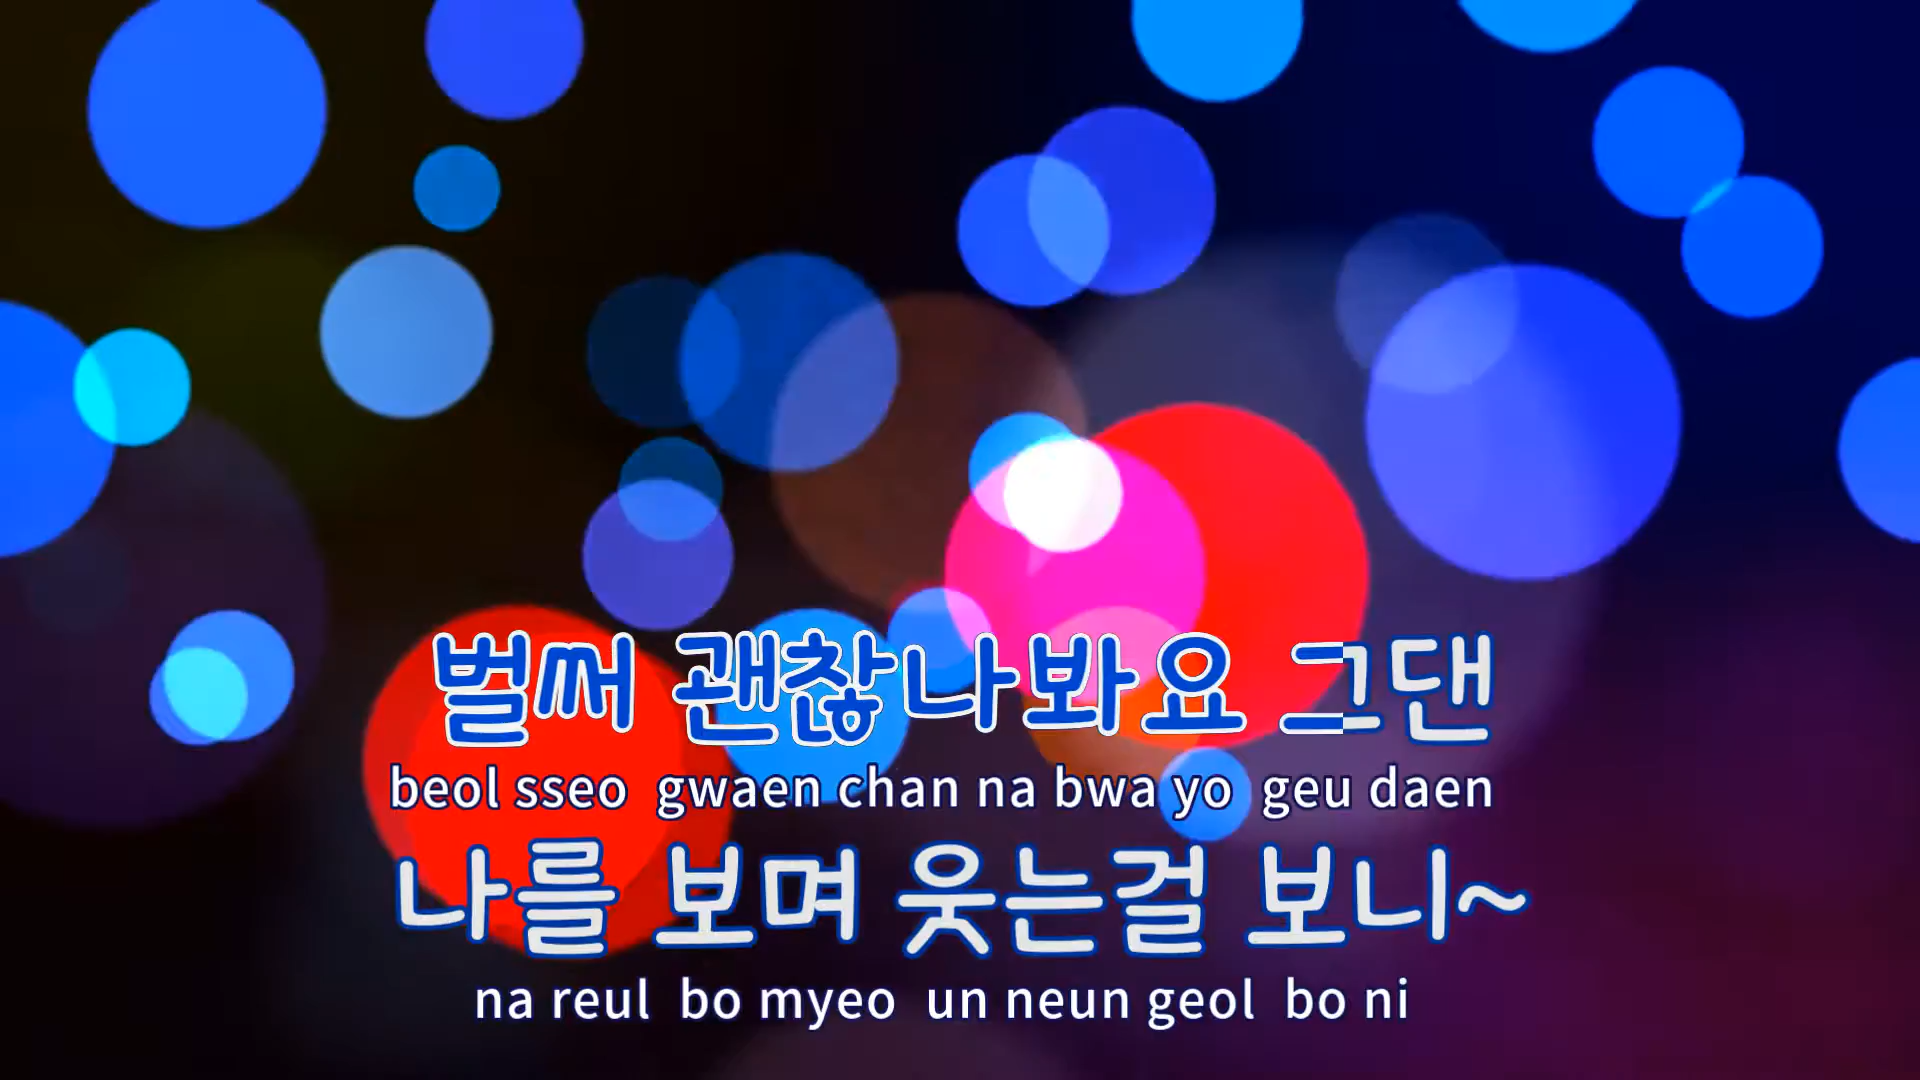 벌써 괜찮나봐요 그댄
beol sseo gwaen chan na bwa yo geu daen
나를 보며 웃는걸 보니~
na reul bo myeo un neun geol bo ni